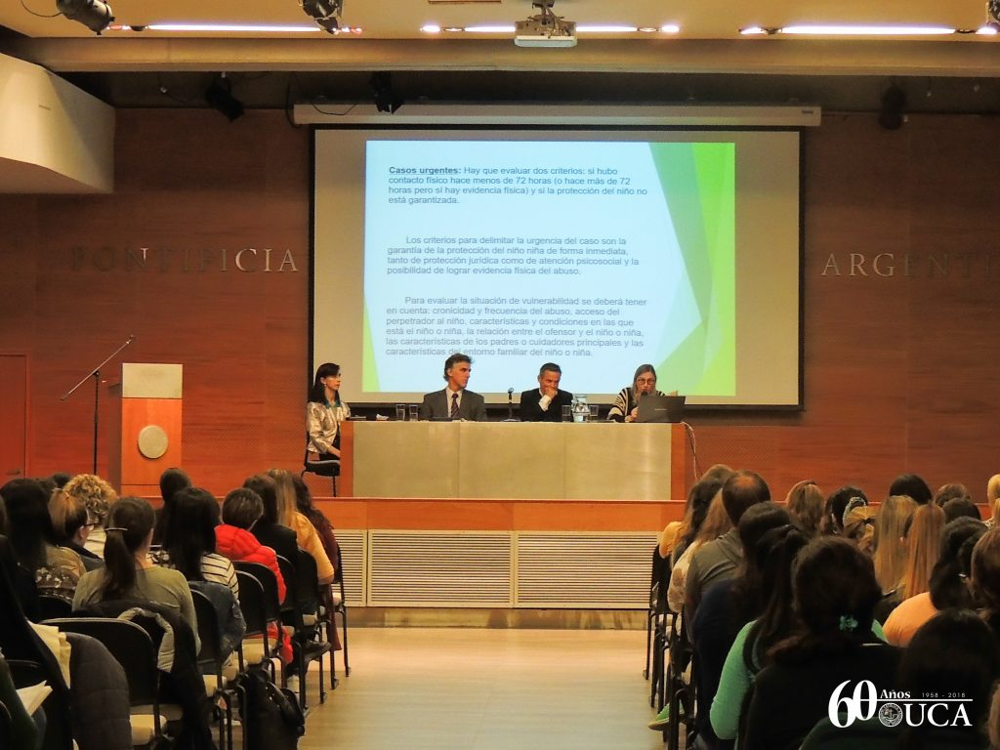 Casos urgentes: Hay que evaluar dos criterios: si hubo
contacto físico hace menos de 72 horas (o hace más de 72
horas pero sí hay evidencia física) y si la protección del niño no
está garantizada.
Los criterios para delimitar la urgencia del caso son la
garantía de la protección del niño niña de forma inmediata,
tanto de protección jurídica como de atención psicosocial y la
posibilidad de lograr evidencia física del abuso.
Para evaluar la situación de vulnerabilidad se deberá tener
en cuenta: cronicidad y frecuencia del abuso, acceso del
perpetrador al niño, características y condiciones en las que
está el niño o niña, la relación entre el ofensor y el niño o niña,
las características de los padres o cuidadores principales y las
características del entorno familiar del niño o niña.
PONTIFICIA
ARGENTI
60 Años 1958 - 2018
UCA